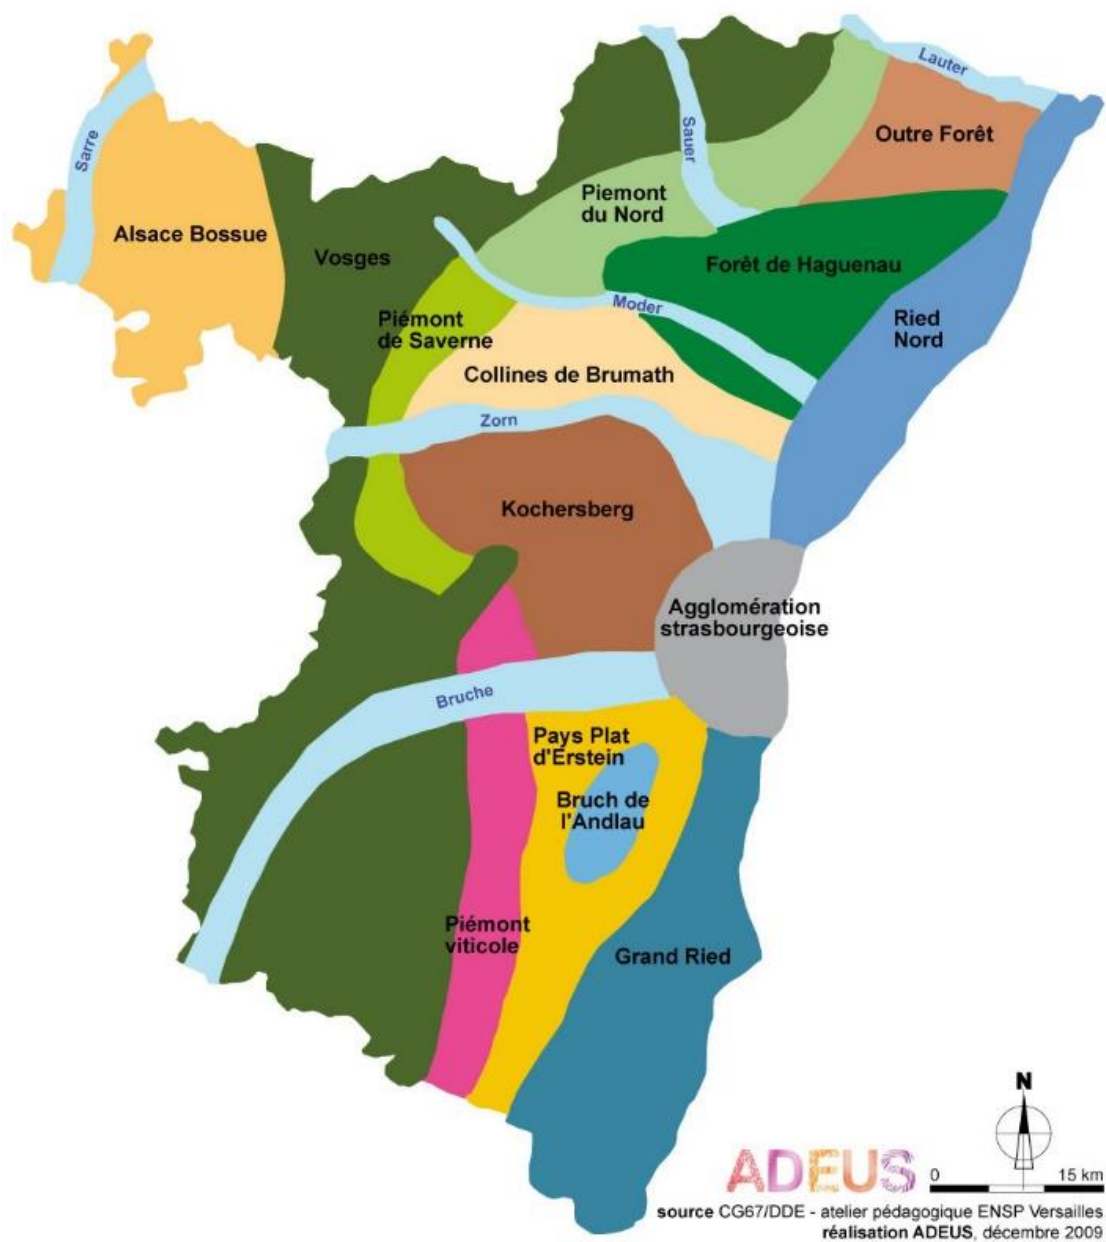 Lauter
Sarre
Sauer
Outre Forêt
Piemont
du Nord
Alsace Bossue
Vosges
Forêt de Haguenau
Moder
Piémont
de Saverne
Ried
Nord
Collines de Brumath
Zorn
Kochersberg
Agglomération
strasbourgeoise
Bruche
Pays Plat
d'Erstein
Bruch de
l'Andlau
Piémont
viticole
Grand Ried
N
ADEUS
0 15 km
source CG67/DDE - atelier pédagogique ENSP Versailles
réalisation ADEUS, décembre 2009